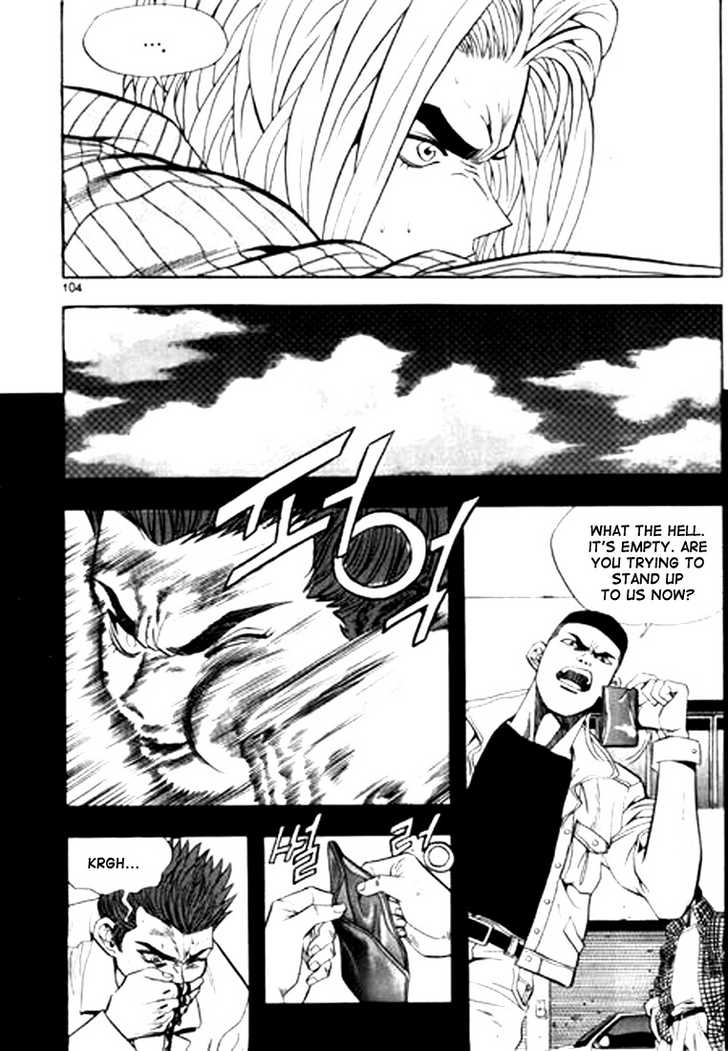 ....
104
퍼억
WHAT THE HELL.
IT'S EMPTY. ARE
YOU TRYING TO
STAND UP
TO US NOW?
KRGH...
펄
럭